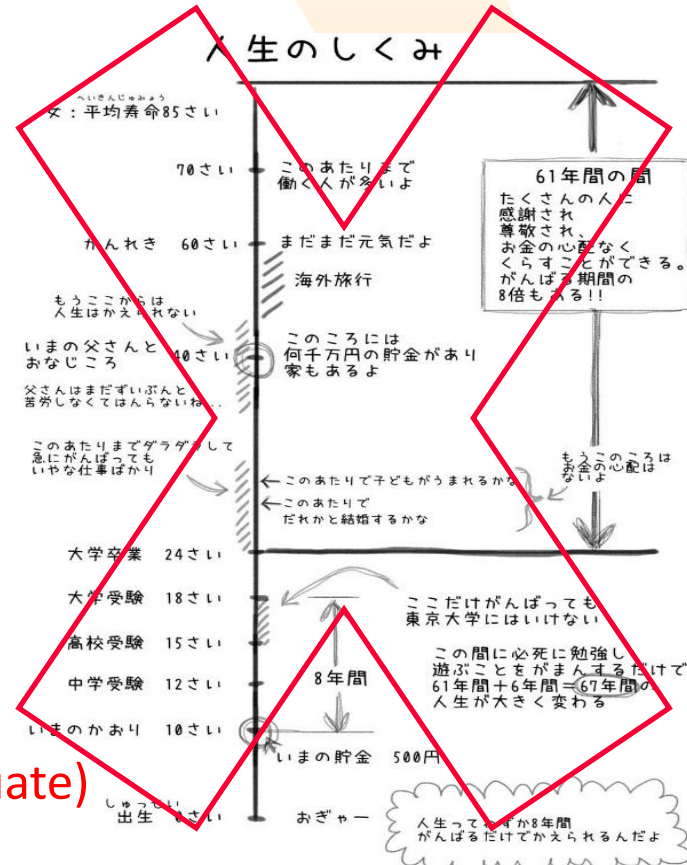 人生のしくみ
へいきんじゅみょう
女：平均寿命85さい
70さい
このあたりまで
働く人が多いよ
61年間の間
たくさんの人に
感謝され
尊敬され、
お金の心配なく
くらすことができる。
がんばる期間の
8倍もある!!
かんれき 60さい
まだまだ元気だよ
海外旅行
もうここからは
人生はかえられない
いまの父さんと
おなじころ
40さい
このころには
何千万円の貯金があり
家もあるよ
父さんはまだずいぶんと
苦労しなくてはんらないね...
このあたりまでダラダラして
急にがんばっても
いやな仕事ばかり
もうこのころは
お金の心配は
ないよ
←このあたりで子どもがうまれるかな
←このあたりで
だれかと結婚するかな
大学卒業 24さい
大学受験 18さい
ここだけがんばっても
東京大学にはいけない
高校受験 15さい
この間に必死に勉強し
遊ぶことをがまんするだけで
61年間+6年間=67年間の
人生が大きく変わる
8年間
中学受験 12さい
いまのかおり 10さい
いまの貯金 500円
uate)
しゅっせい
出生 0さい
おぎゃー
人生ってわずか8年間
がんばるだけでかえられるんだよ